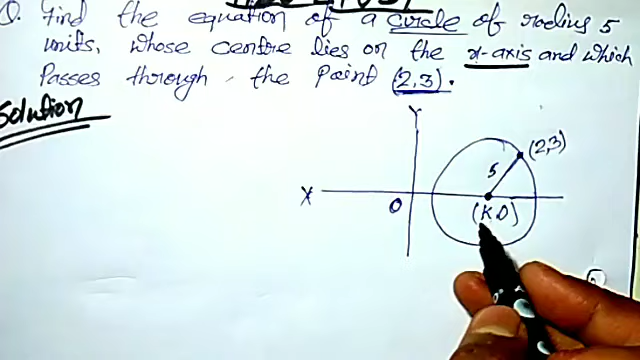 Q. Find the equation of a circle of radius 5
units, whose centre lies on the x-axis and which
Passes through the point (2,3).
Solution
Y
(2,3)
5
X
O
(K,0)